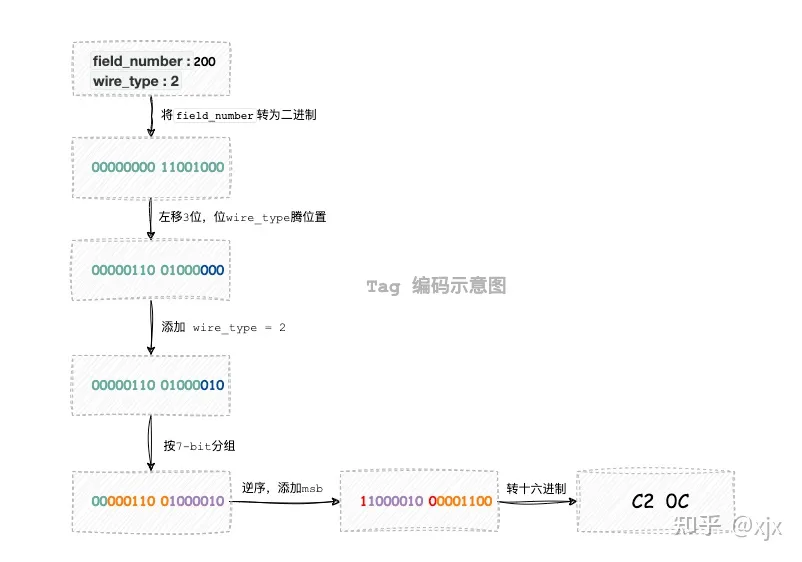 field_number : 200
wire_type : 2
将 field_number 转为二进制
00000000 11001000
左移3位，位wire_type腾位置
00000110 01000000
Tag 编码示意图
添加 wire_type = 2
00000110 01000010
按7-bit分组
00000110 01000010
逆序，添加msb
11000010 00001100
转十六进制
C2 0C
知乎 @xjx